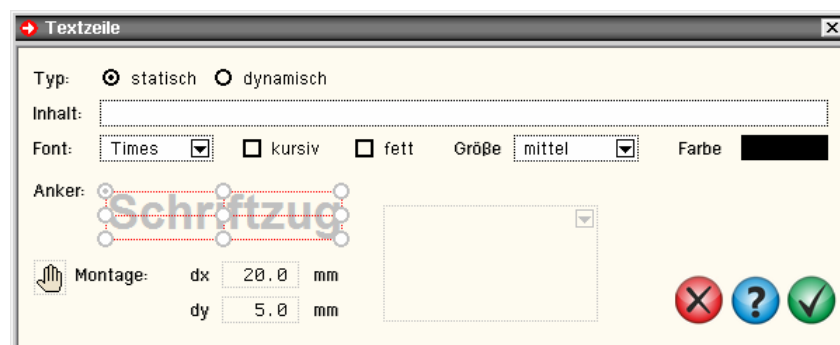 Textzeile
Typ: statisch dynamisch
Inhalt:
Font: Times kursiv fett Größe mittel Farbe
Anker: Schriftzug
Montage: dx 20.0 mm
dy 5.0 mm